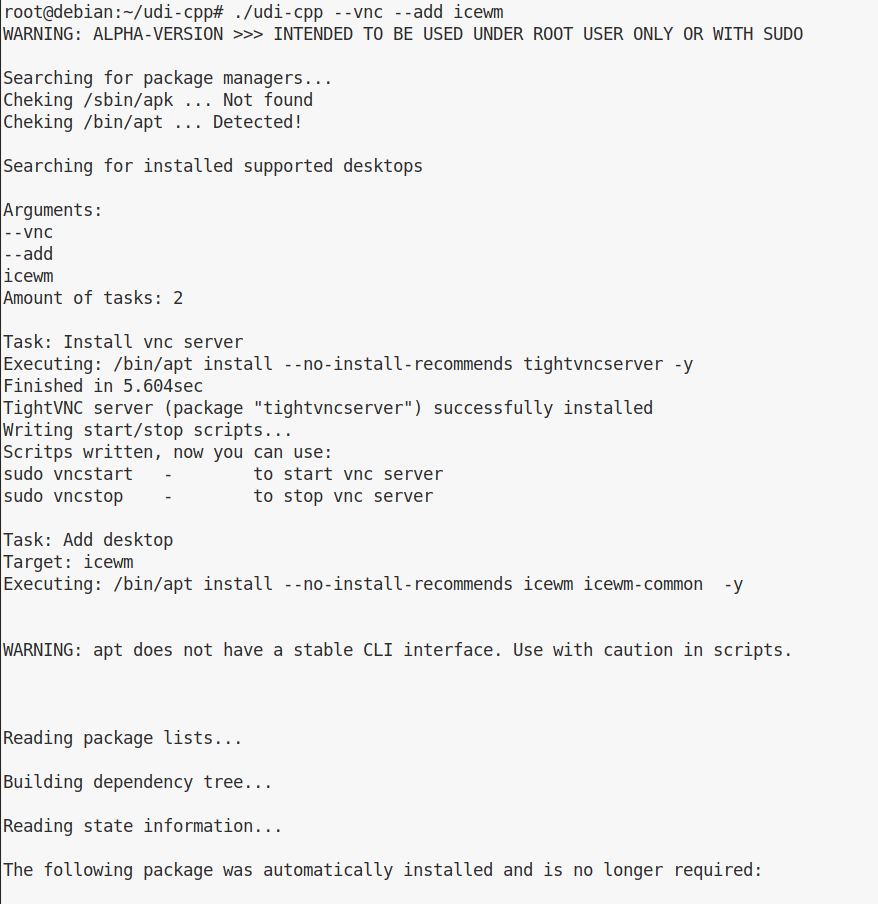 root@debian:~/udi-cpp# ./udi-cpp --vnc --add icewm
WARNING: ALPHA-VERSION >>> INTENDED TO BE USED UNDER ROOT USER ONLY OR WITH SUDO
Searching for package managers...
Cheking /sbin/apk ... Not found
Cheking /bin/apt ... Detected!
Searching for installed supported desktops
Arguments:
--vnc
--add
icewm
Amount of tasks: 2
Task: Install vnc server
Executing: /bin/apt install --no-install-recommends tightvncserver -y
Finished in 5.604sec
TightVNC server (package "tightvncserver") successfully installed
Writing start/stop scripts...
Scritps written, now you can use:
sudo vncstart   -        to start vnc server
sudo vncstop    -        to stop vnc server
Task: Add desktop
Target: icewm
Executing: /bin/apt install --no-install-recommends icewm icewm-common  -y
WARNING: apt does not have a stable CLI interface. Use with caution in scripts.
Reading package lists...
Building dependency tree...
Reading state information...
The following package was automatically installed and is no longer required: